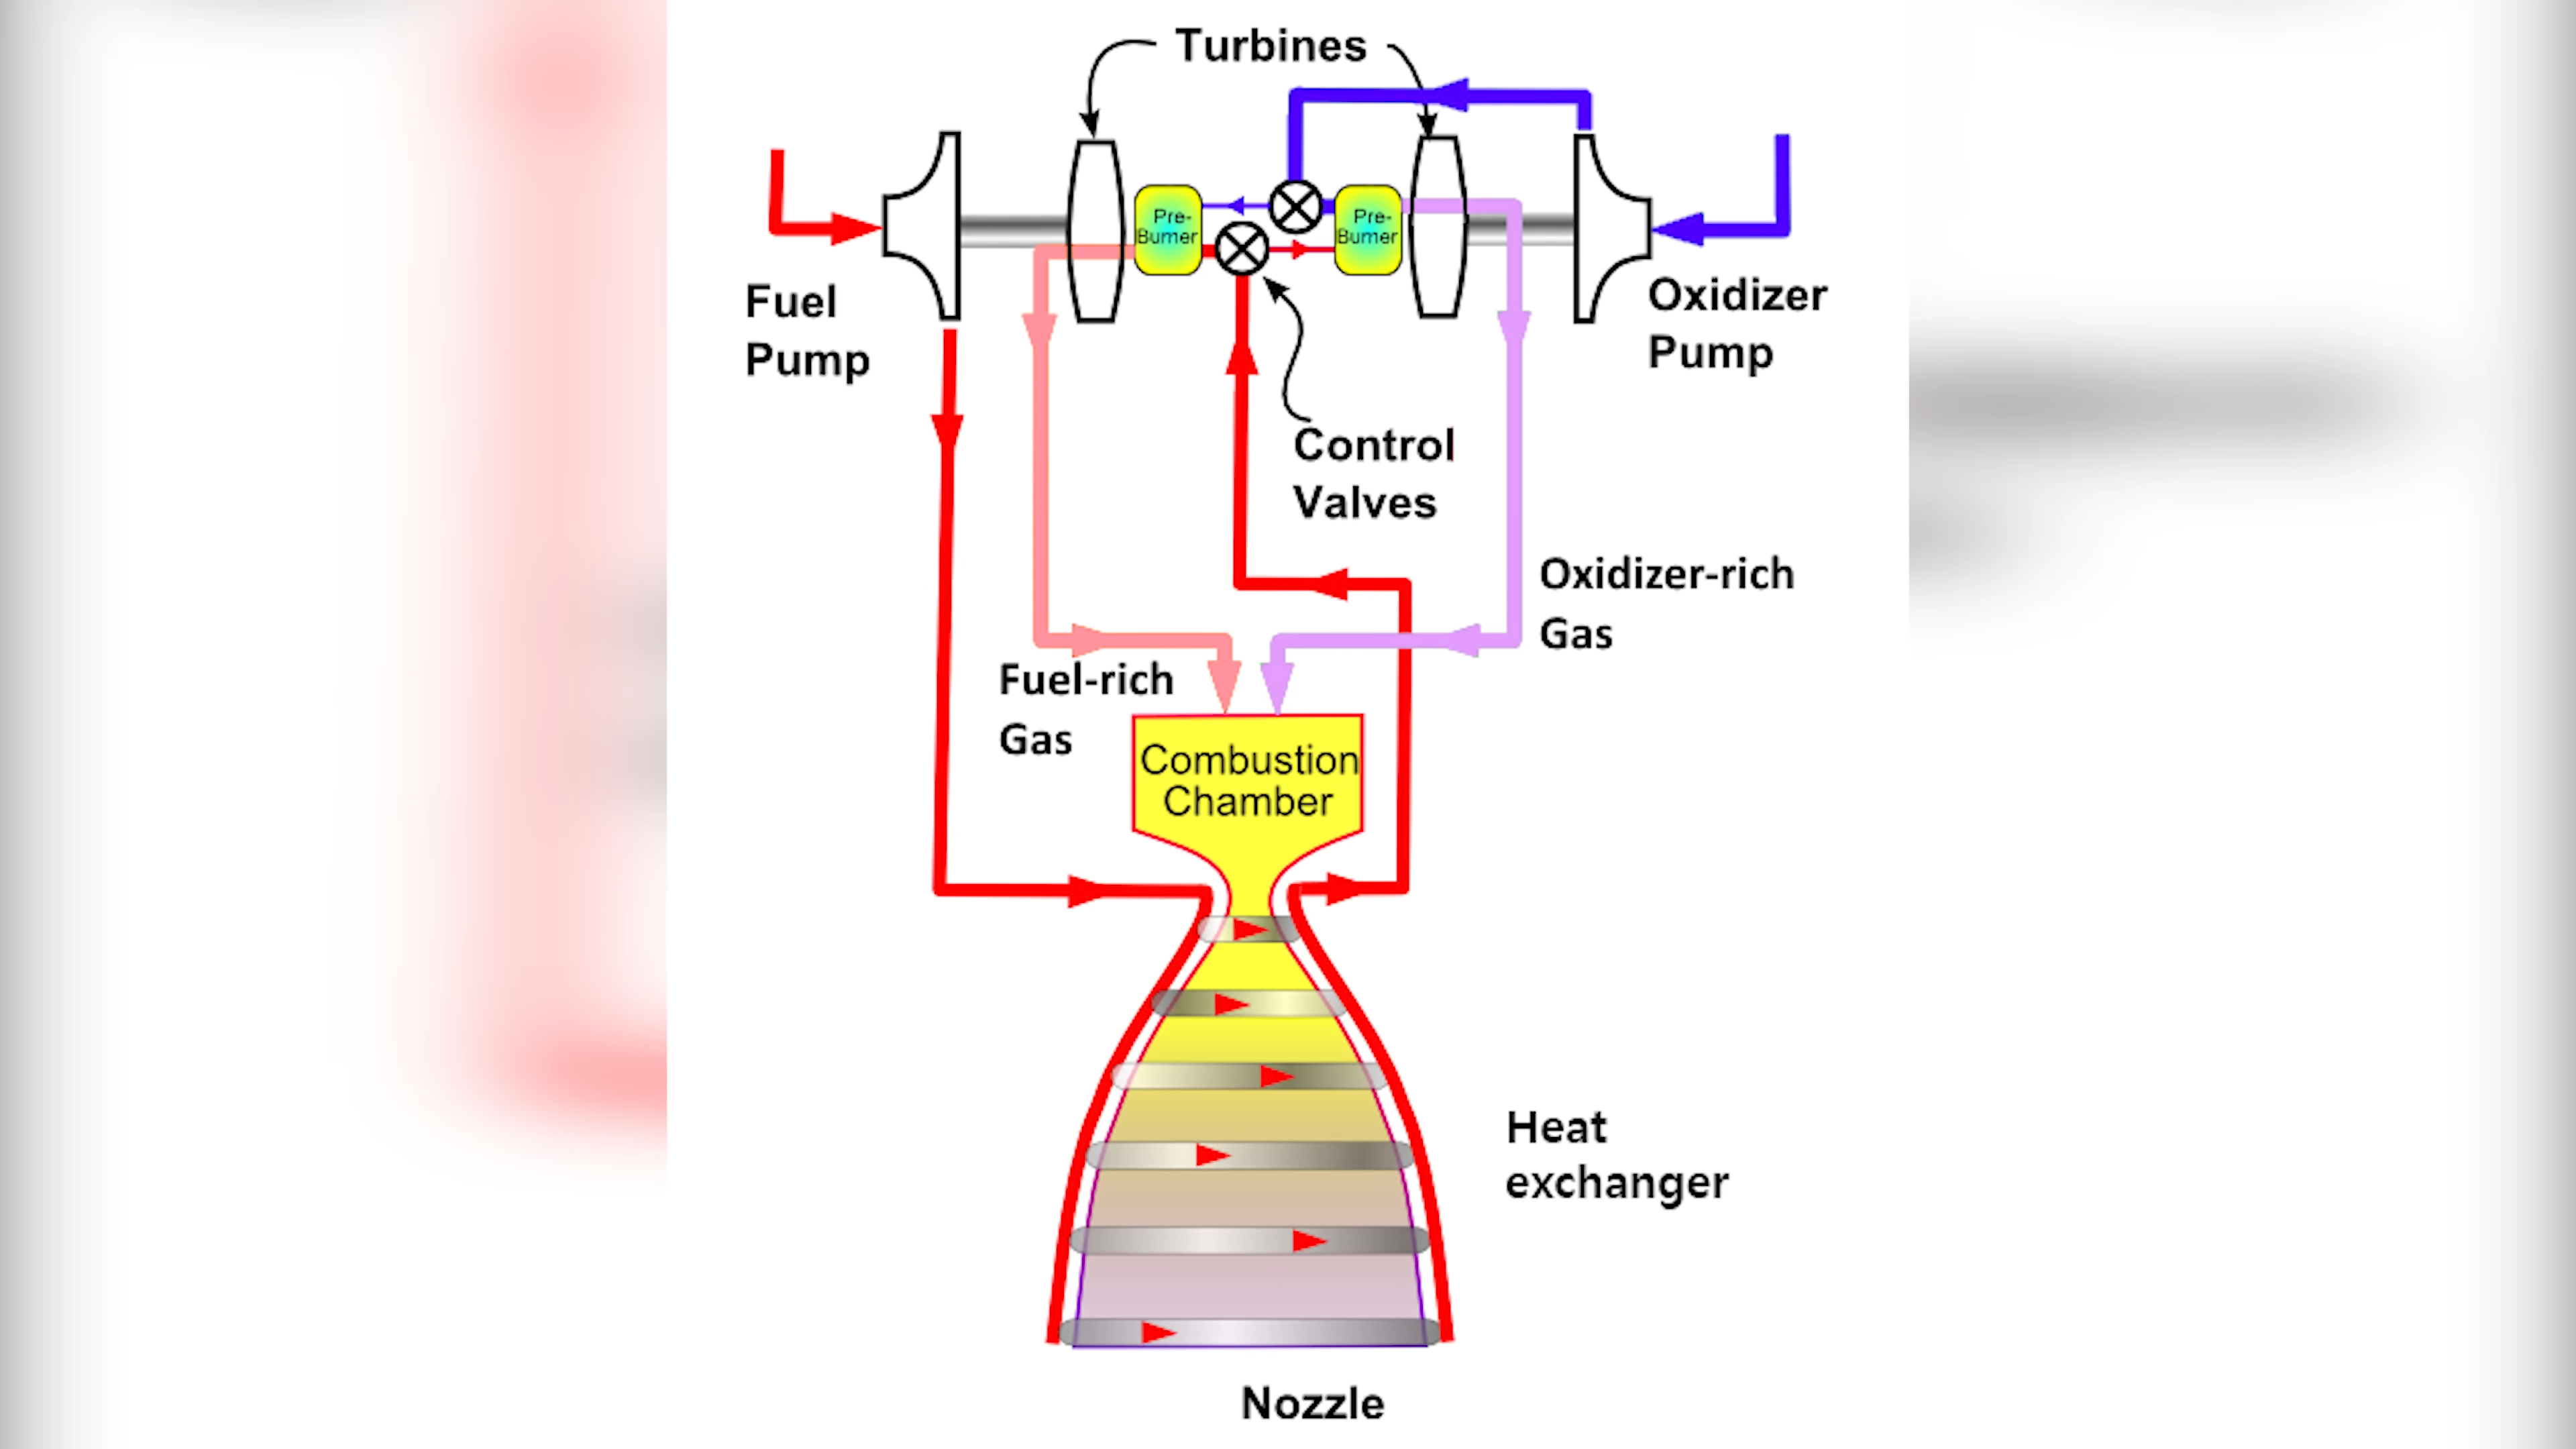 Turbines
Pre-
Burner
Pre-
Burner
Fuel
Pump
Oxidizer
Pump
Control
Valves
Oxidizer-rich
Gas
Fuel-rich
Gas
Combustion
Chamber
Heat
exchanger
Nozzle